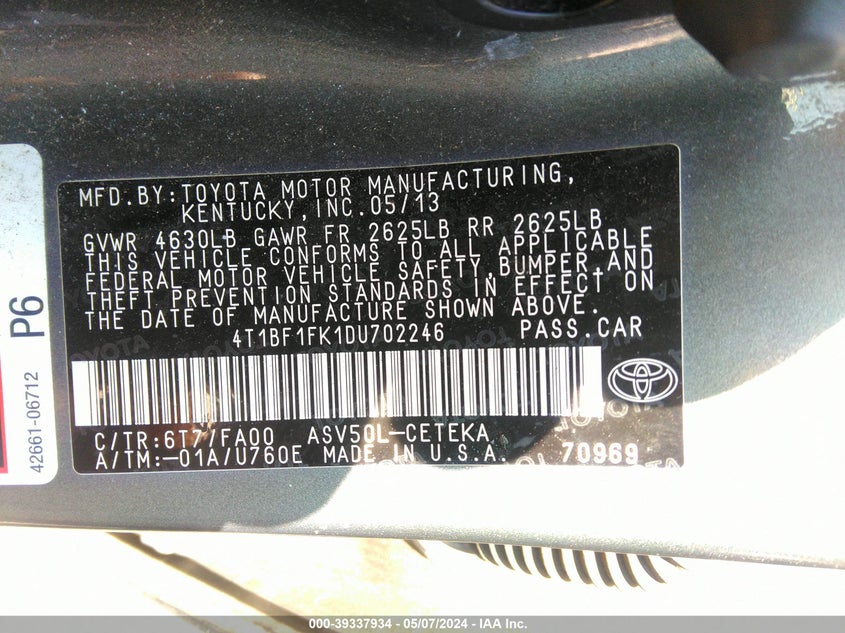 MFD.BY:TOYOTA MOTOR MANUFACTURING,
KENTUCKY,INC.05/13
GVWR 4630LB GAWR FR 2625LB RR 2625LB
THIS VEHICLE CONFORMS TO ALL APPLICABLE
FEDERAL MOTOR VEHICLE SAFETY,BUMPER,AND
THEFT PREVENTION STANDARDS IN EFFECT ON
THE DATE OF MANUFACTURE SHOWN ABOVE.
4T1BF1FK1DU702246 PASS.CAR
C/TR:6T7/FA00 ASV50L-CETEKA
A/TM:-01A/U760E MADE IN U.S.A. 70969
P6
42661-06712
000-39337934 - 05/07/2024 - IAA Inc.